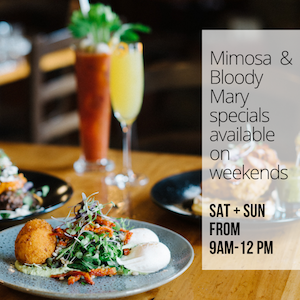 Mimosa &
Bloody
Mary
specials
available
on
weekends
SAT + SUN
FROM
9AM-12 PM